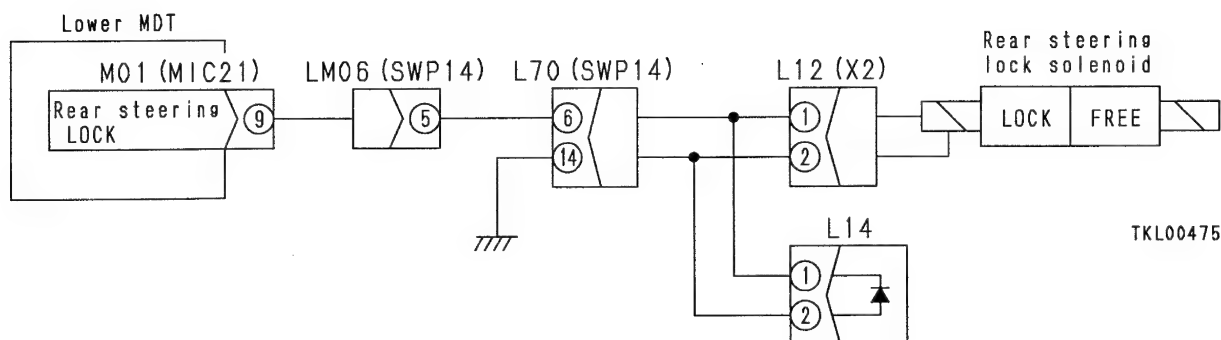 Lower MDT
M01 (MIC21)
Rear steering
LOCK
9
LM06 (SWP14)
5
L70 (SWP14)
6
14
L12 (X2)
1
2
Rear steering
lock solenoid
LOCK
FREE
L14
1
2
TKL00475